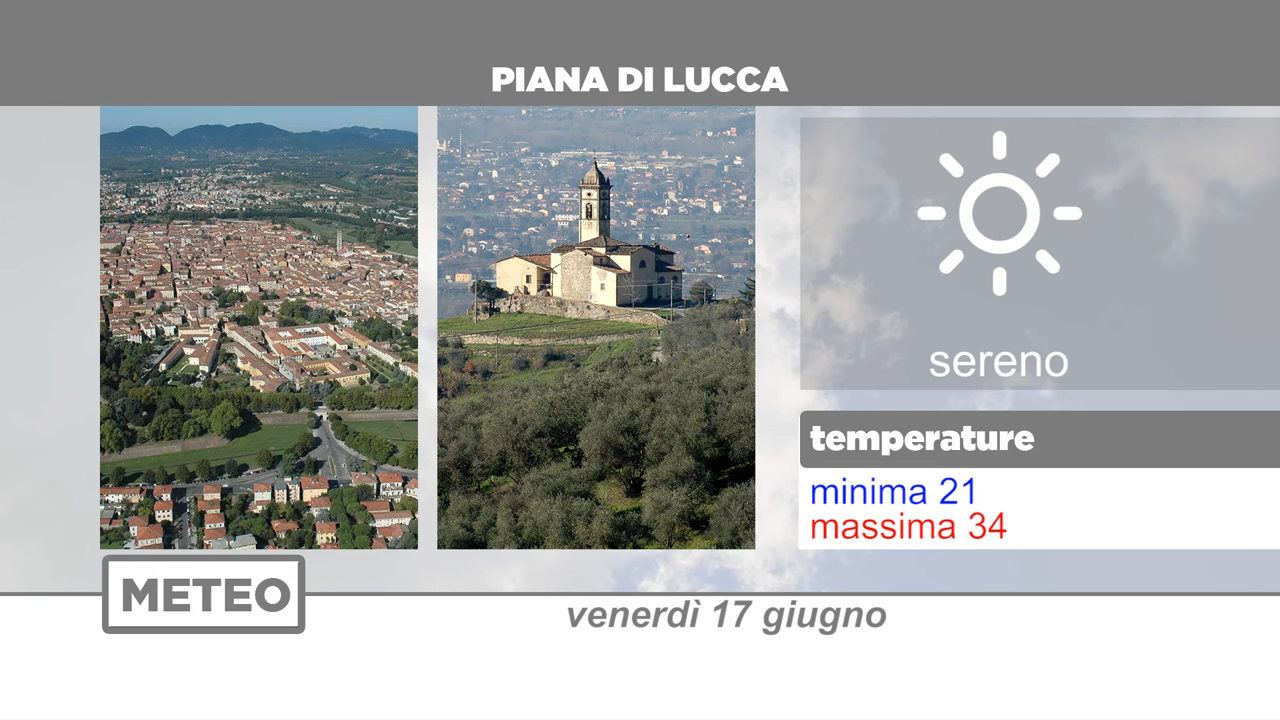 PIANA DI LUCCA
sereno
temperature
minima 21
massima 34
METEO
venerdì 17 giugno